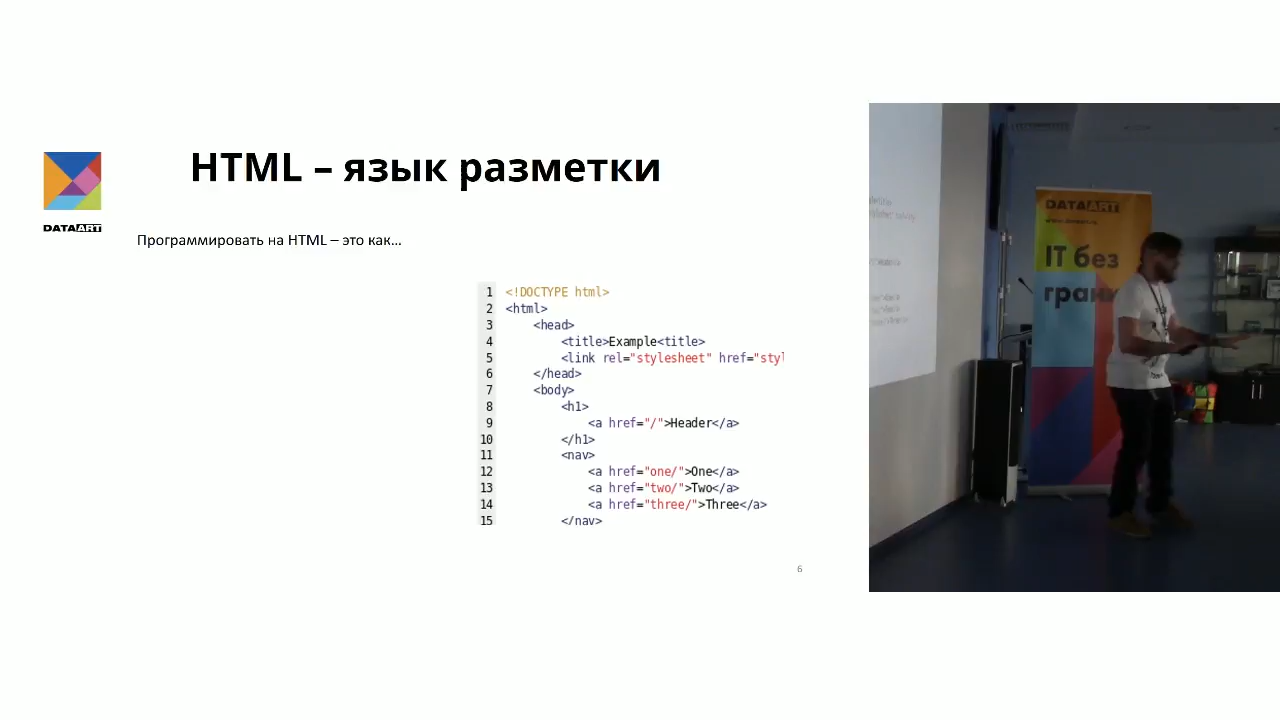 HTML – язык разметки
DATAART
Программировать на HTML – это как...
1 <!DOCTYPE html>
2 <html>
3 <head>
4 <title>Example<title>
5 <link rel="stylesheet" href="styl
6 </head>
7 <body>
8 <h1>
9 <a href="/">Header</a>
10 </h1>
11 <nav>
12 <a href="one/">One</a>
13 <a href="two/">Two</a>
14 <a href="three/">Three</a>
15 </nav>
6
DATAART
IT без
гран